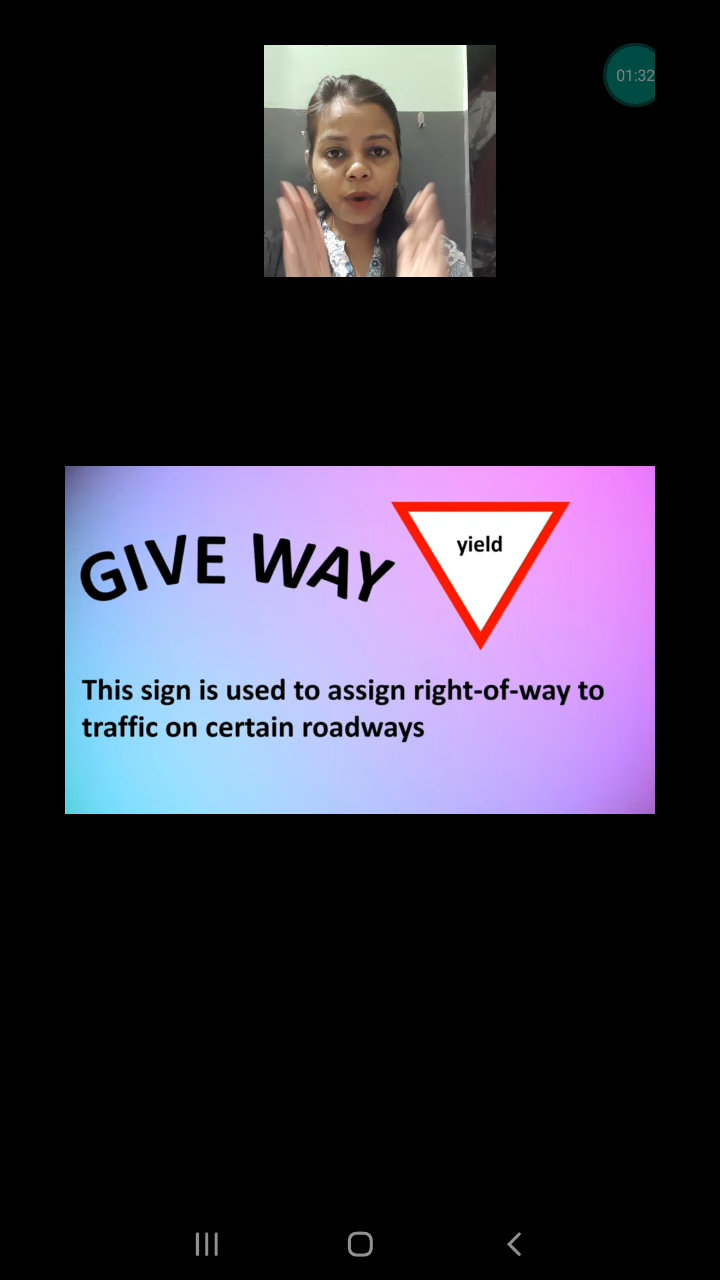 01:32
GIVE WAY
yield
This sign is used to assign right-of-way to
traffic on certain roadways